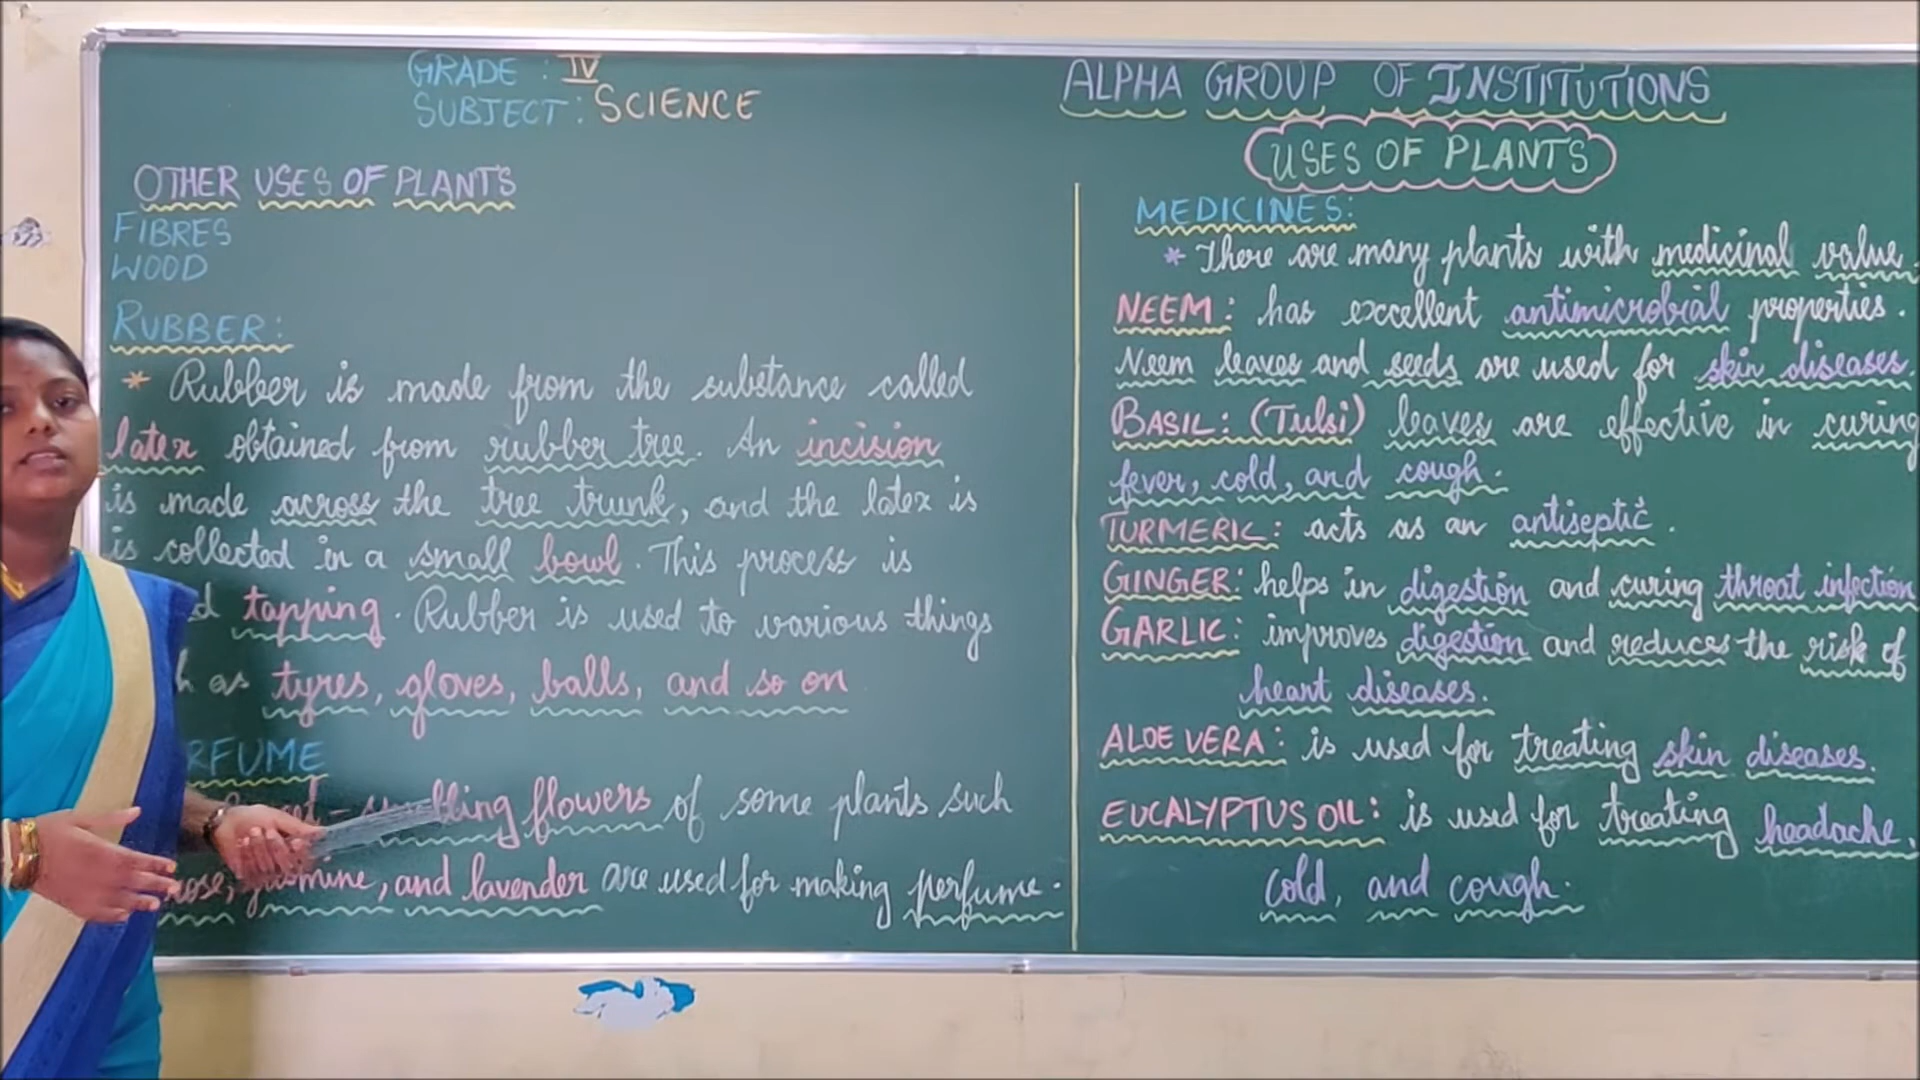 GRADE : IV
SUBJECT : SCIENCE
OTHER USES OF PLANTS
FIBRES
WOOD
RUBBER:
* Rubber is made from the substance called
latex obtained from rubber tree. An incision
is made across the tree trunk, and the latex is
is collected in a small bowl. This process is
tapping. Rubber is used to various things
as tyres, gloves, balls, and so on
RFUME
smelling flowers of some plants such
rose, jasmine, and lavender are used for making perfume.
ALPHA GROUP OF INSTITUTIONS
USES OF PLANTS
MEDICINES:
* There are many plants with medicinal value.
NEEM: has excellent antimicrobial properties.
Neem leaves and seeds are used for skin diseases.
BASIL: (Tulsi) leaves are effective in curing
fever, cold, and cough.
TURMERIC: acts as an antiseptic.
GINGER: helps in digestion and curing throat infection
GARLIC: improves digestion and reduces the risk of
heart diseases.
ALOE VERA: is used for treating skin diseases.
EUCALYPTUS OIL: is used for treating headache,
cold, and cough.